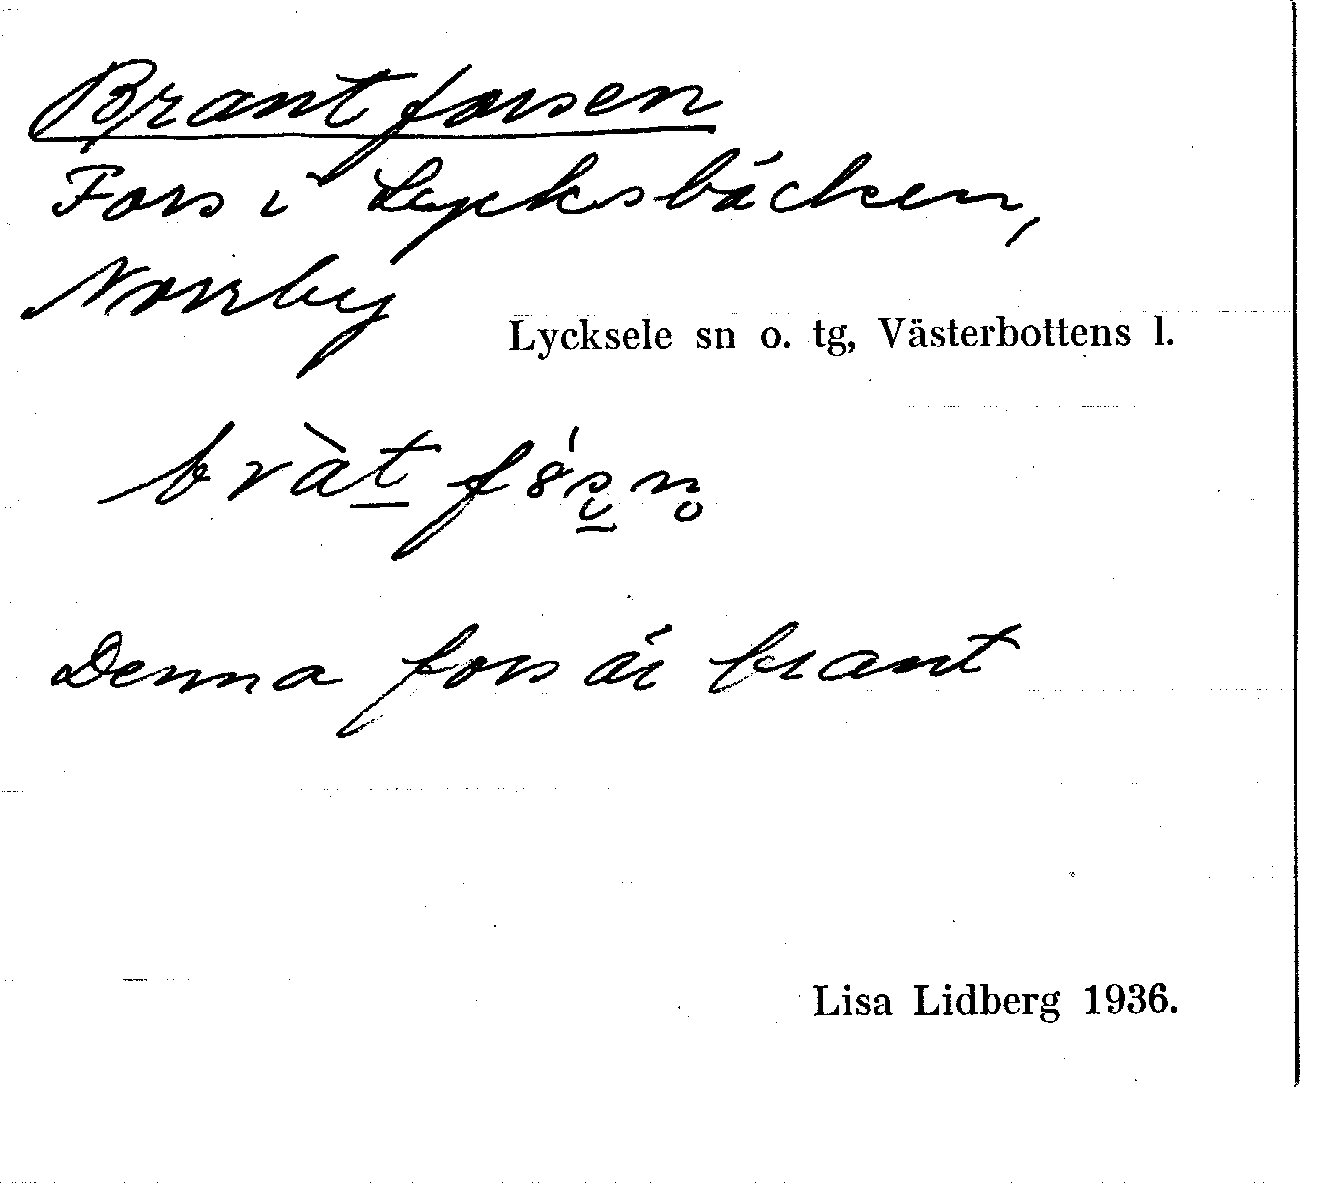 Brantforsen
Fors i Lycksbäcken,
Norrby
Lycksele sn o. tg, Västerbottens l.
Denna fors är brant
Lisa Lidberg 1936.